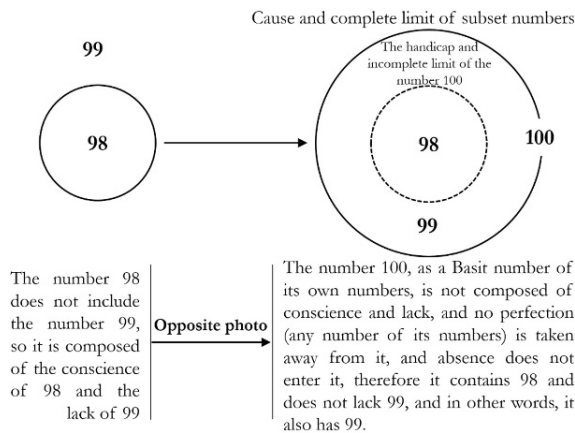 Cause and complete limit of subset numbers
99
The handicap and
incomplete limit of the
number 100
98
98
100
99
The number 98
does not include
the number 99,
so it is composed
of the conscience
of 98 and the
lack of 99
Opposite photo
The number 100, as a Basit number of
its own numbers, is not composed of
conscience and lack, and no perfection
(any number of its numbers) is taken
away from it, and absence does not
enter it, therefore it contains 98 and
does not lack 99, and in other words, it
also has 99.